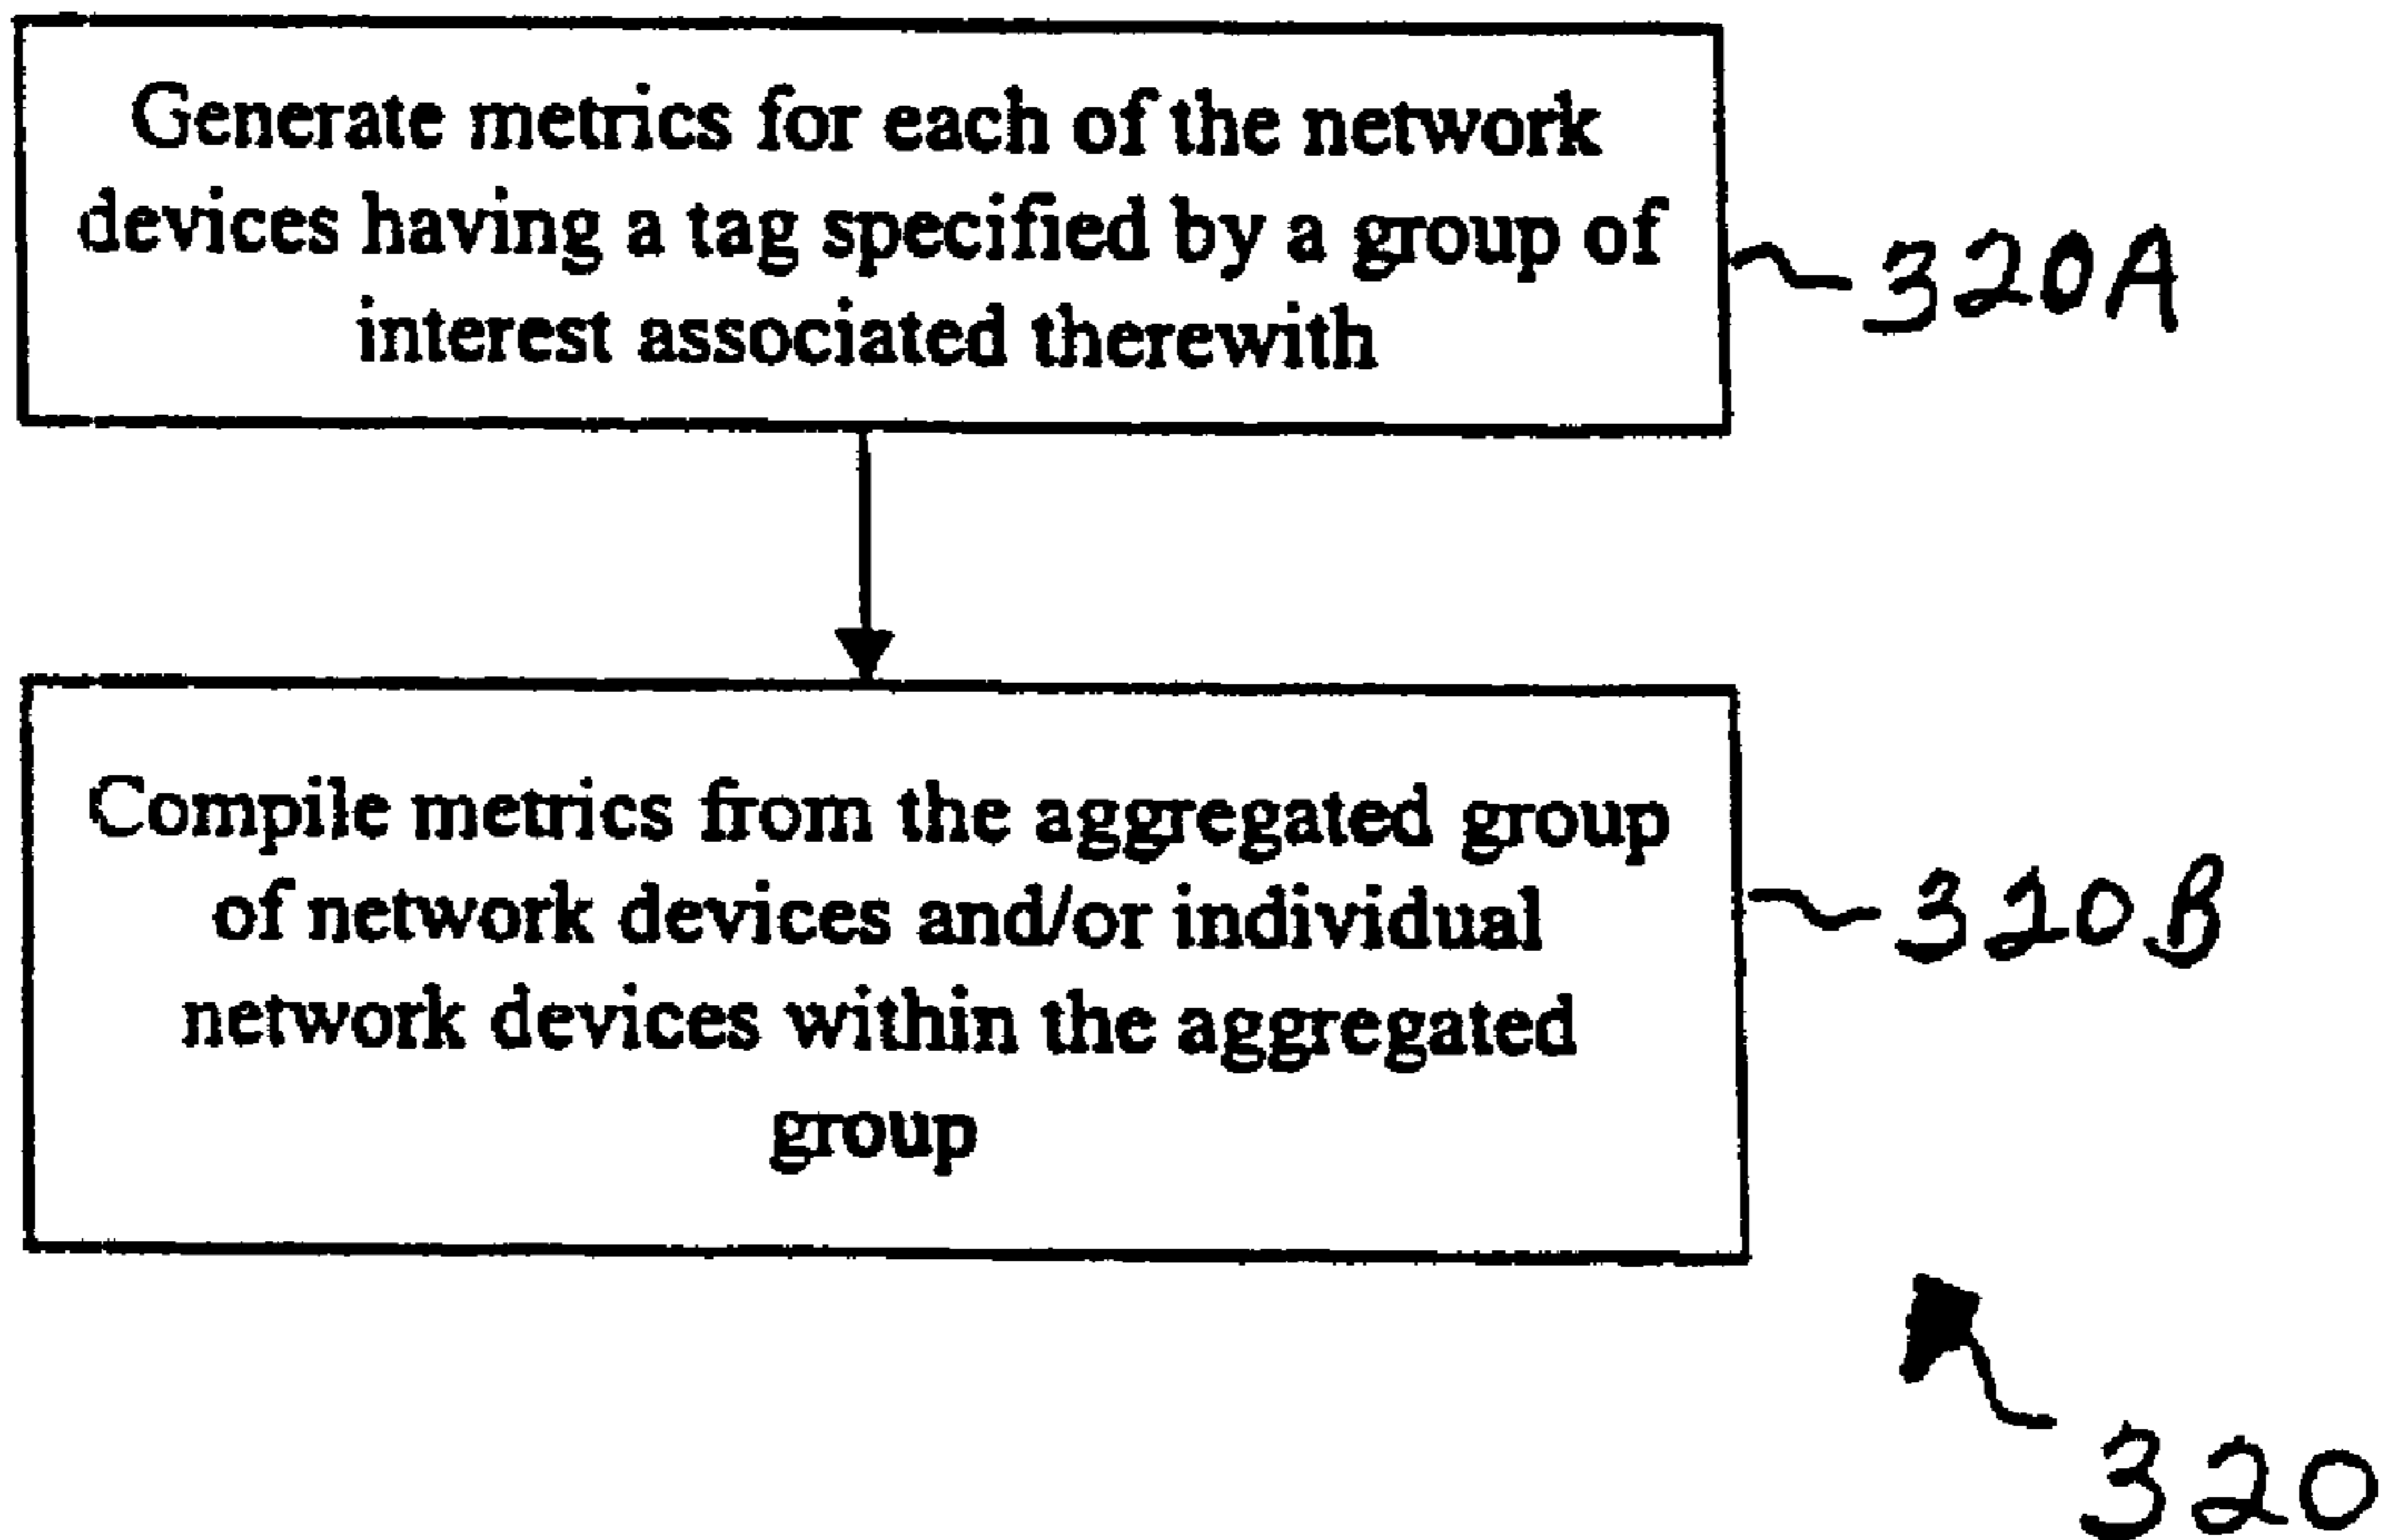 Generate metrics for each of the network
devices having a tag specified by a group of
interest associated therewith
320A
Compile metrics from the aggregated group
of network devices and/or individual
network devices within the aggregated
group
320B
320